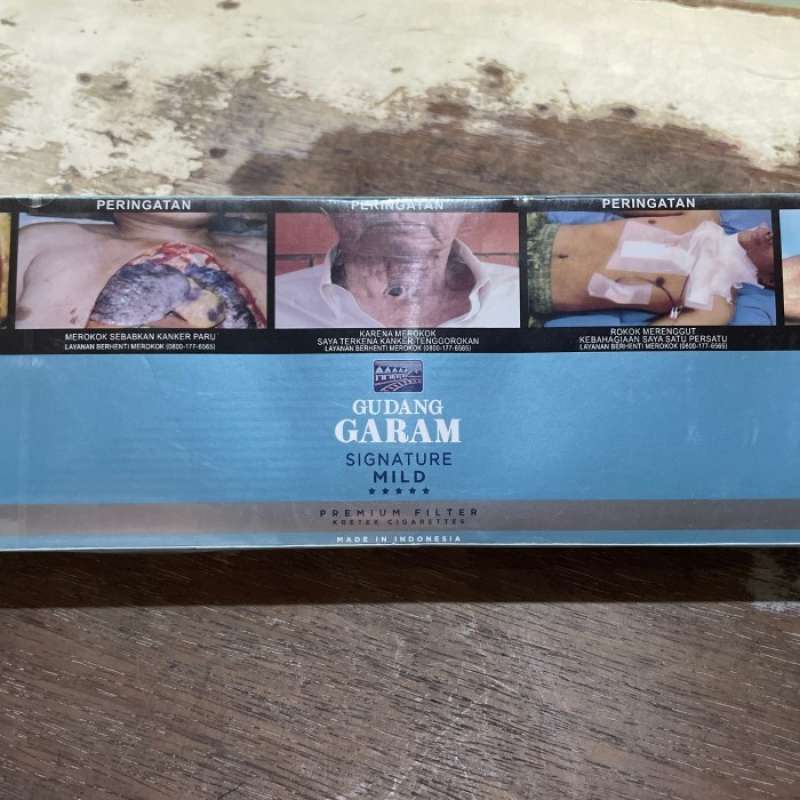 PERINGATAN
MEROKOK SEBABKAN KANKER PARU
LAYANAN BERHENTI MEROKOK (0800-177-6565)
PERINGATAN
KARENA MEROKOK
SAYA TERKENA KANKER TENGGOROKAN
LAYANAN BERHENTI MEROKOK (0800-177-6565)
PERINGATAN
ROKOK MERENGGUT
KEBAHAGIAAN SAYA SATU PERSATU
LAYANAN BERHENTI MEROKOK (0800-177-6565)
GUDANG
GARAM
SIGNATURE
MILD
PREMIUM FILTER
KRETEK CIGARETTES
MADE IN INDONESIA